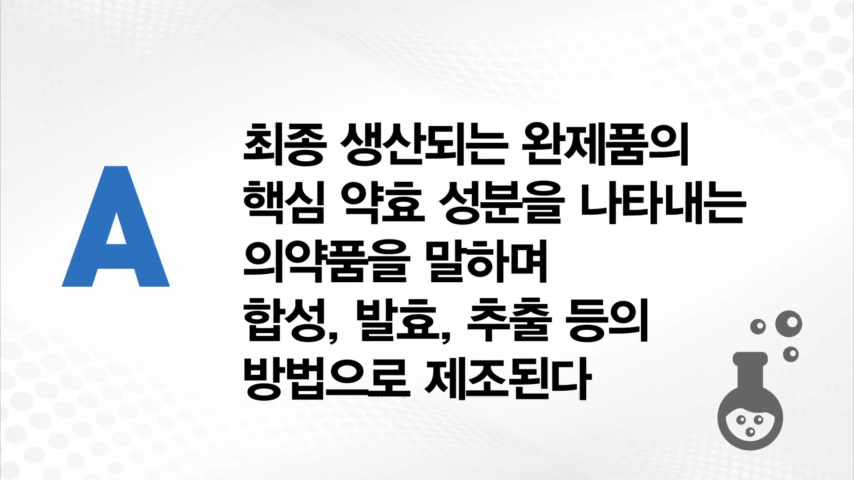 A
최종 생산되는 완제품의
핵심 약효 성분을 나타내는
의약품을 말하며
합성, 발효, 추출 등의
방법으로 제조된다